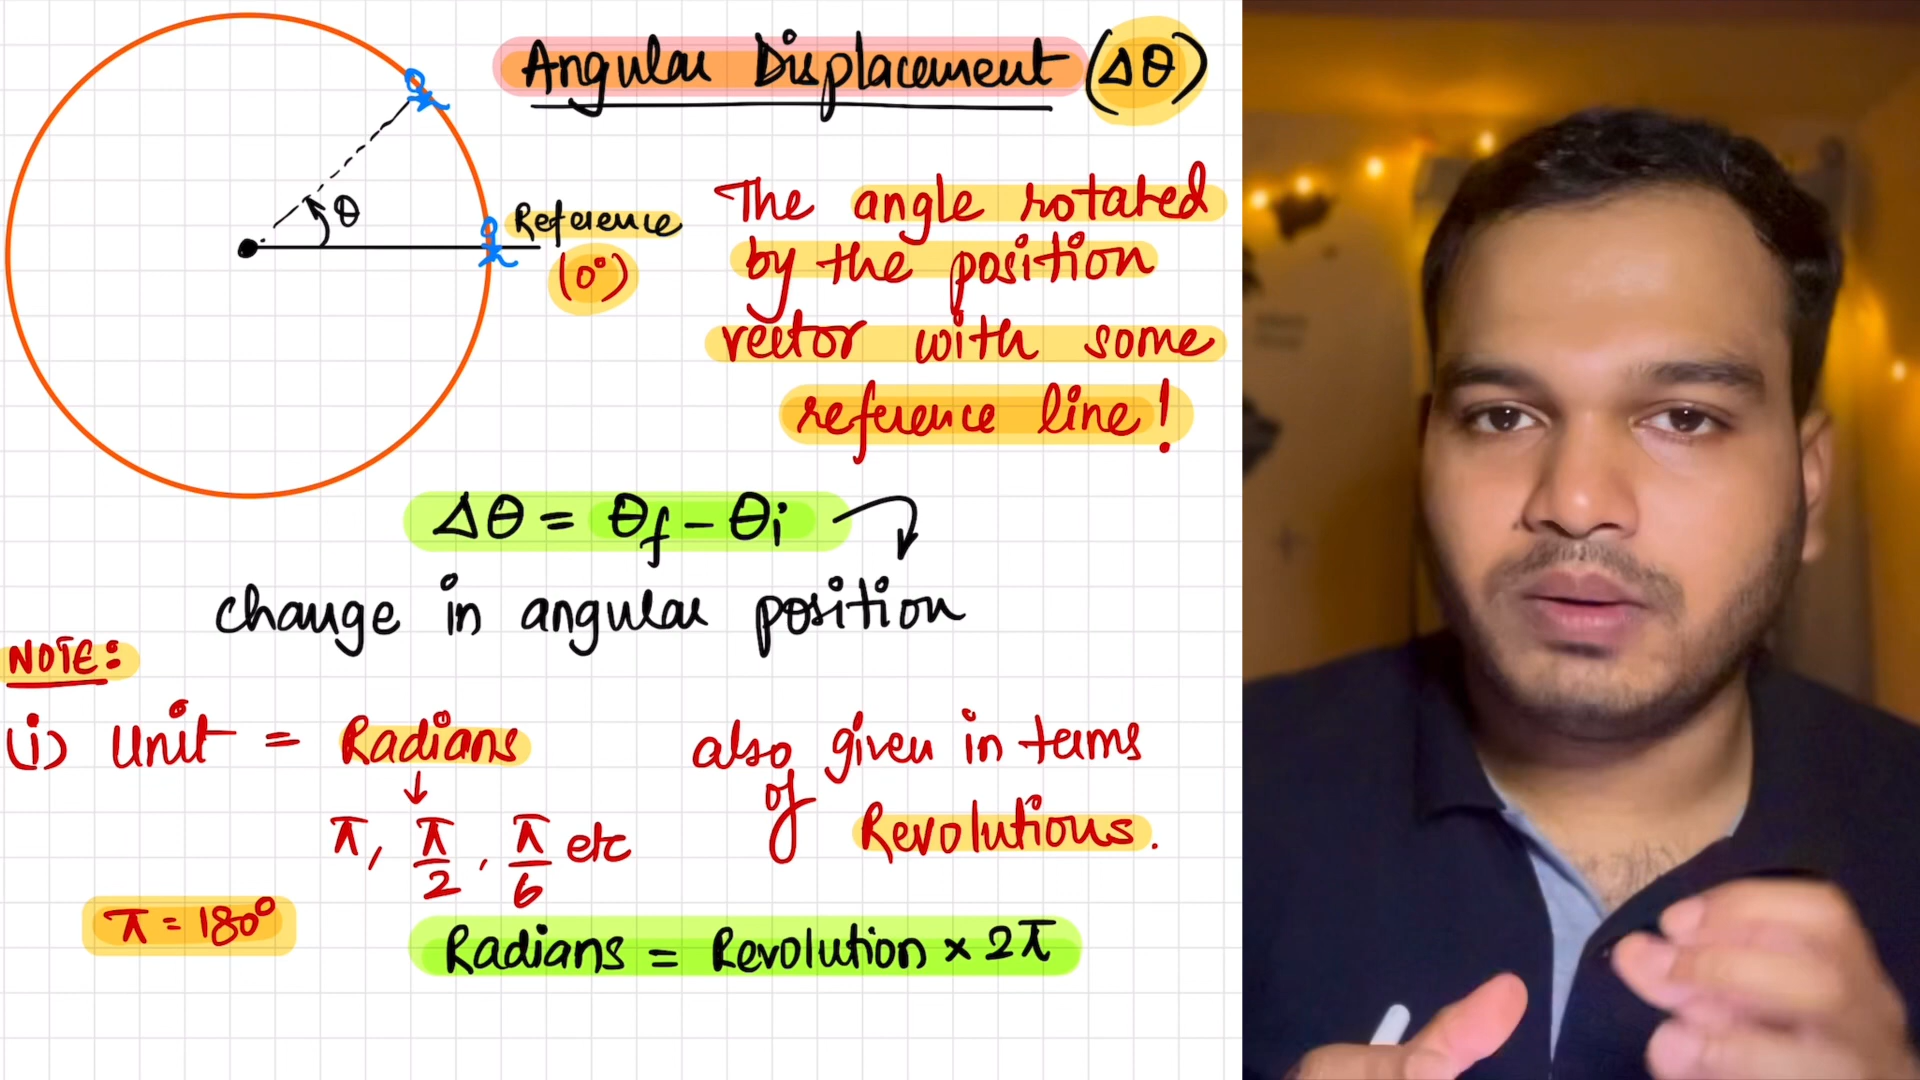 Angular Displacement (Δθ)
θ
Reference
(0°)
The angle rotated
by the position
vector with some
reference line!
Δθ = θf - θi
change in angular position
NOTE:
(i) Unit = Radians
↓
π, π/2, π/6 etc
also given in terms
of
Revolutions.
π = 180°
Radians = Revolution × 2π